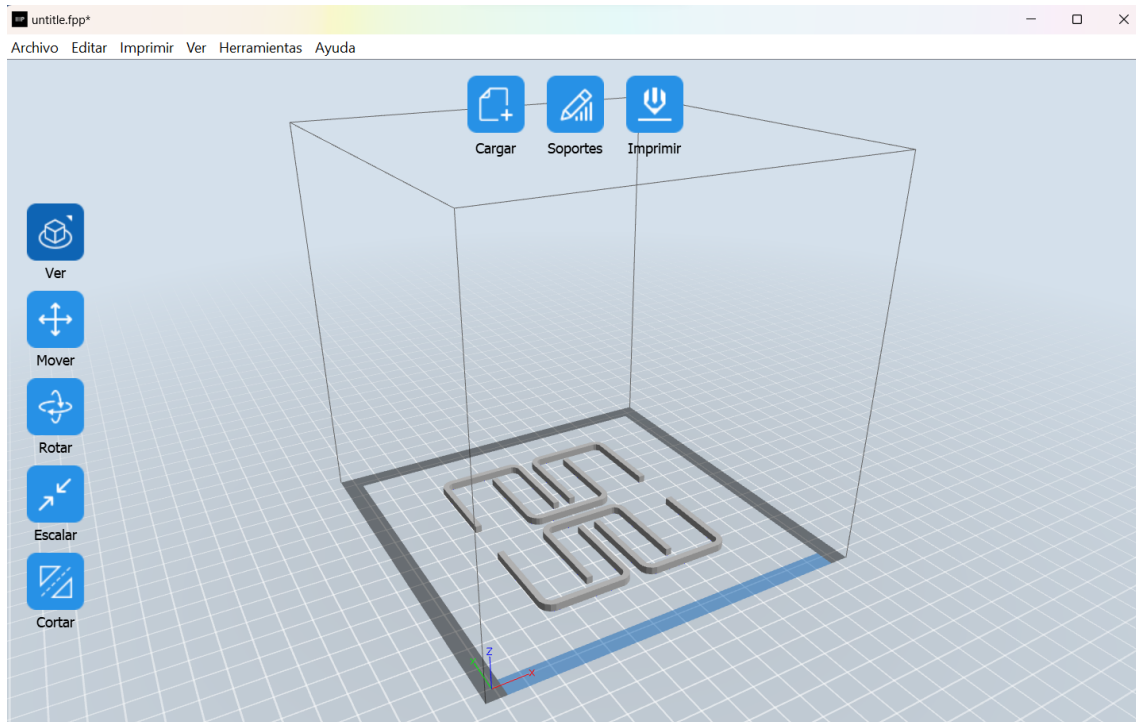 untitle.fpp*
Archivo Editar Imprimir Ver Herramientas Ayuda
Cargar Soportes Imprimir
Ver
Mover
Rotar
Escalar
Cortar
Z
X